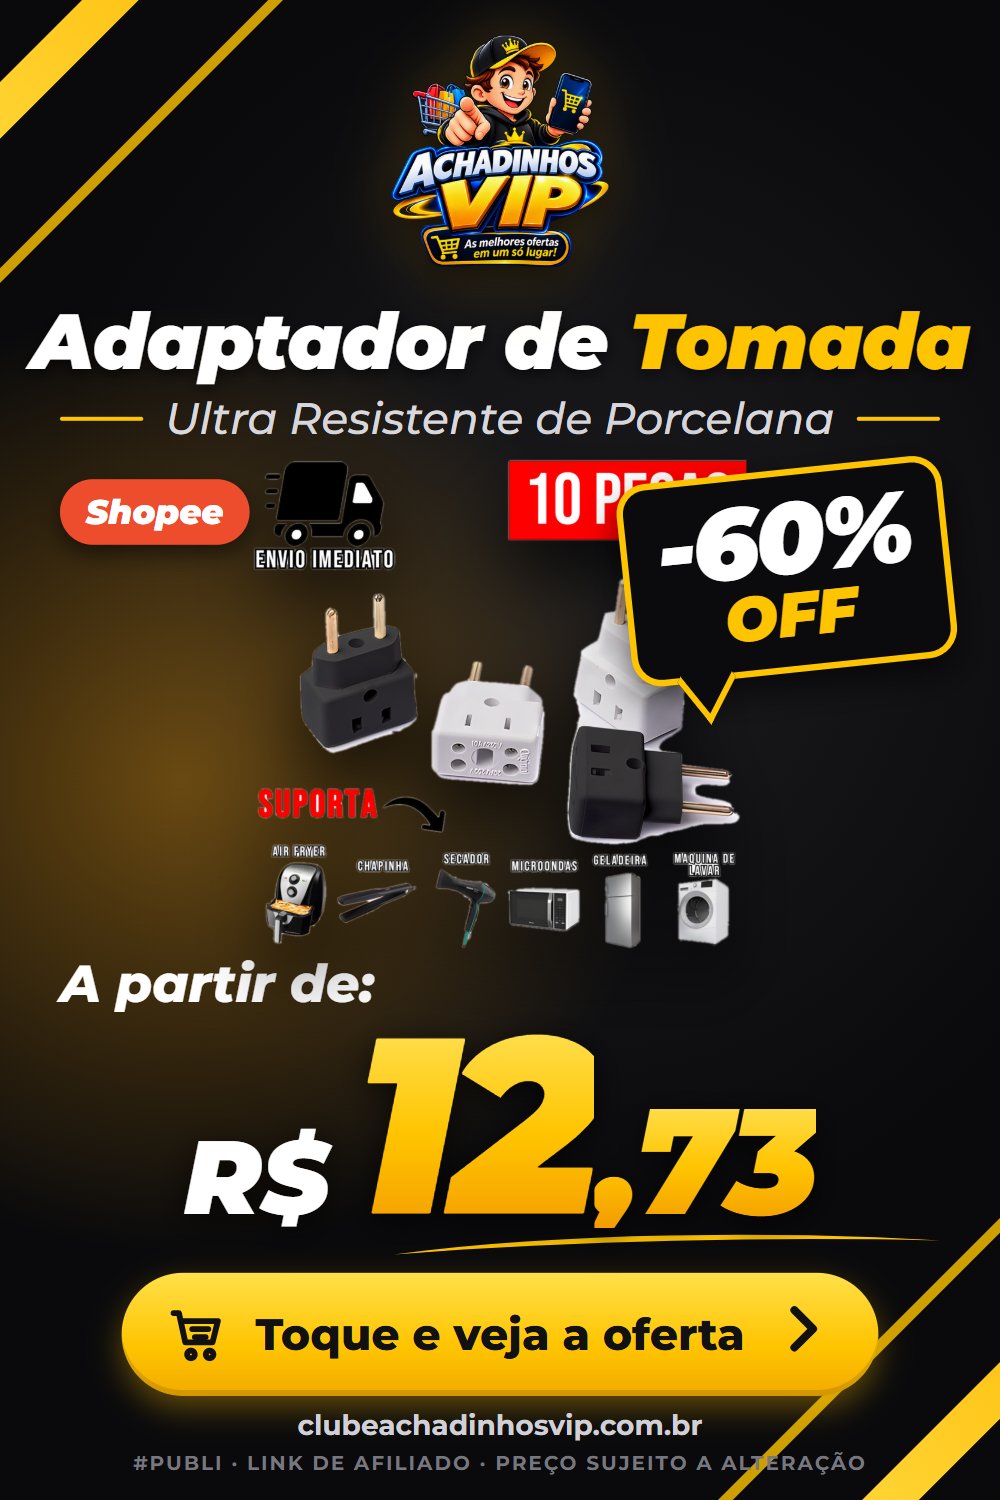 ACHADINHOS
VIP
As melhores ofertas
em um só lugar!
Adaptador de Tomada
Ultra Resistente de Porcelana
Shopee
ENVIO IMEDIATO
10
-60%
OFF
SUPORTA
AIR FRYER
CHAPINHA
SECADOR
MICROONDAS
GELADEIRA
MAQUINA DE
LAVAR
A partir de:
R$ 12,73
Toque e veja a oferta
clubeachadinhosvip.com.br
#PUBLI · LINK DE AFILIADO · PREÇO SUJEITO A ALTERAÇÃO